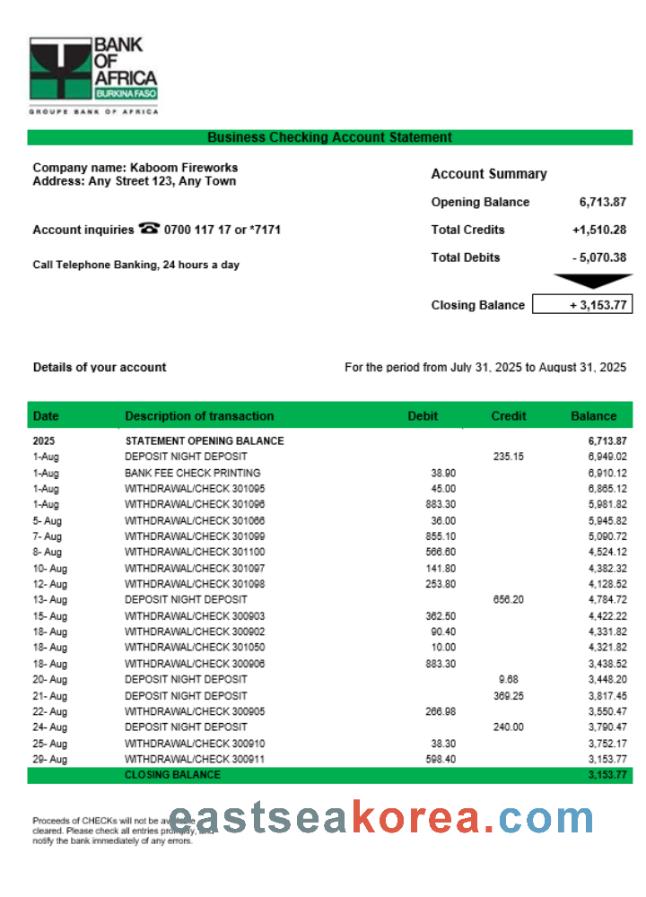 BANK
OF
AFRICA
BURKINA FASO
GROUPE BANK OF AFRICA
Business Checking Account Statement
Company name: Kaboom Fireworks
Address: Any Street 123, Any Town
Account inquiries ☎ 0700 117 17 or *7171
Call Telephone Banking, 24 hours a day
Account Summary
Opening Balance 6,713.87
Total Credits +1,510.28
Total Debits - 5,070.38
Closing Balance + 3,153.77
Details of your account For the period from July 31, 2025 to August 31, 2025
Date Description of transaction Debit Credit Balance
2025 STATEMENT OPENING BALANCE 6,713.87
1-Aug DEPOSIT NIGHT DEPOSIT 235.15 6,949.02
1-Aug BANK FEE CHECK PRINTING 38.90 6,910.12
1-Aug WITHDRAWAL/CHECK 301095 45.00 6,865.12
1-Aug WITHDRAWAL/CHECK 301096 883.30 5,981.82
5- Aug WITHDRAWAL/CHECK 301066 36.00 5,945.82
7- Aug WITHDRAWAL/CHECK 301099 855.10 5,090.72
8- Aug WITHDRAWAL/CHECK 301100 566.60 4,524.12
10- Aug WITHDRAWAL/CHECK 301097 141.80 4,382.32
12- Aug WITHDRAWAL/CHECK 301098 253.80 4,128.52
13- Aug DEPOSIT NIGHT DEPOSIT 656.20 4,784.72
15- Aug WITHDRAWAL/CHECK 300903 362.50 4,422.22
18- Aug WITHDRAWAL/CHECK 300902 90.40 4,331.82
18- Aug WITHDRAWAL/CHECK 301050 10.00 4,321.82
18- Aug WITHDRAWAL/CHECK 300906 883.30 3,438.52
20- Aug DEPOSIT NIGHT DEPOSIT 9.68 3,448.20
21- Aug DEPOSIT NIGHT DEPOSIT 369.25 3,817.45
22- Aug WITHDRAWAL/CHECK 300905 266.98 3,550.47
24- Aug DEPOSIT NIGHT DEPOSIT 240.00 3,790.47
25- Aug WITHDRAWAL/CHECK 300910 38.30 3,752.17
29- Aug WITHDRAWAL/CHECK 300911 598.40 3,153.77
CLOSING BALANCE 3,153.77
Proceeds of CHECKs will not be
cleared. Please check all entries
notify the bank immediately of any errors.
eastseakorea.com